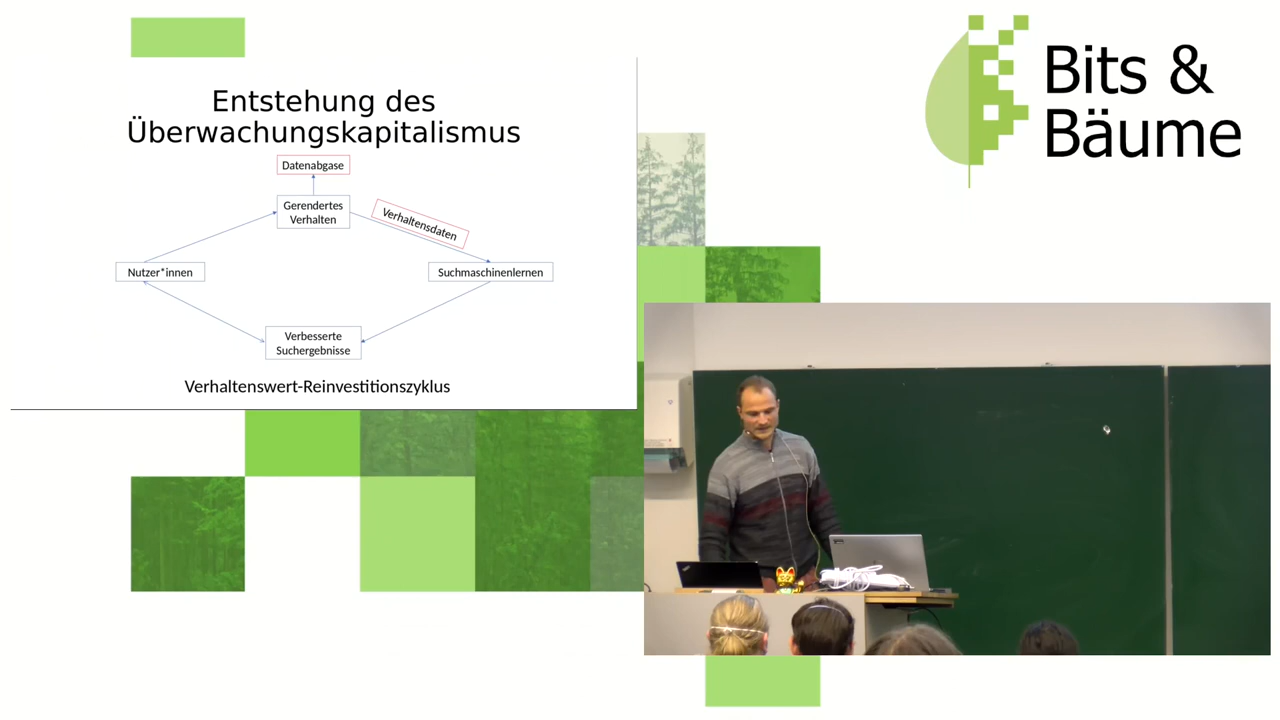 Entstehung des
Überwachungskapitalismus
Datenabgase
Gerendertes
Verhalten
Verhaltensdaten
Nutzer*innen
Suchmaschinenlernen
Verbesserte
Suchergebnisse
Verhaltenswert-Reinvestitionszyklus
Bits &
Bäume